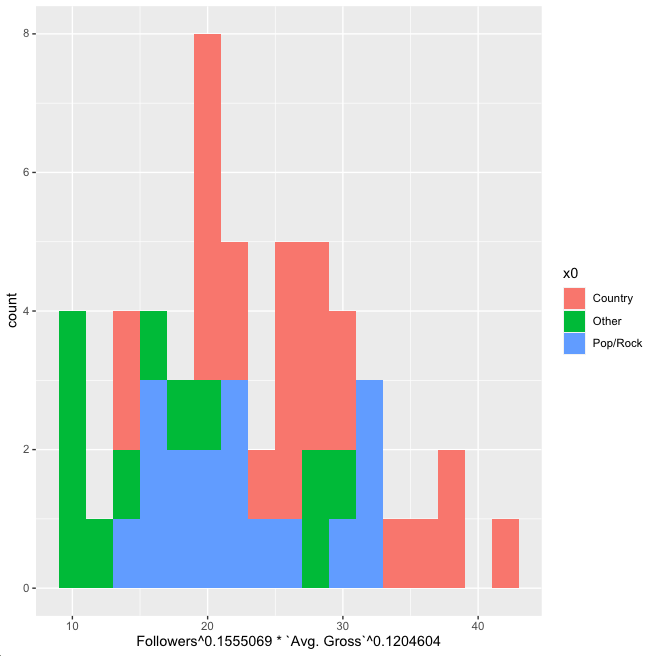 8
6
4
2
0
count
10 20 30 40
Followers^0.1555069 * `Avg. Gross`^0.1204604
x0
Country
Other
Pop/Rock